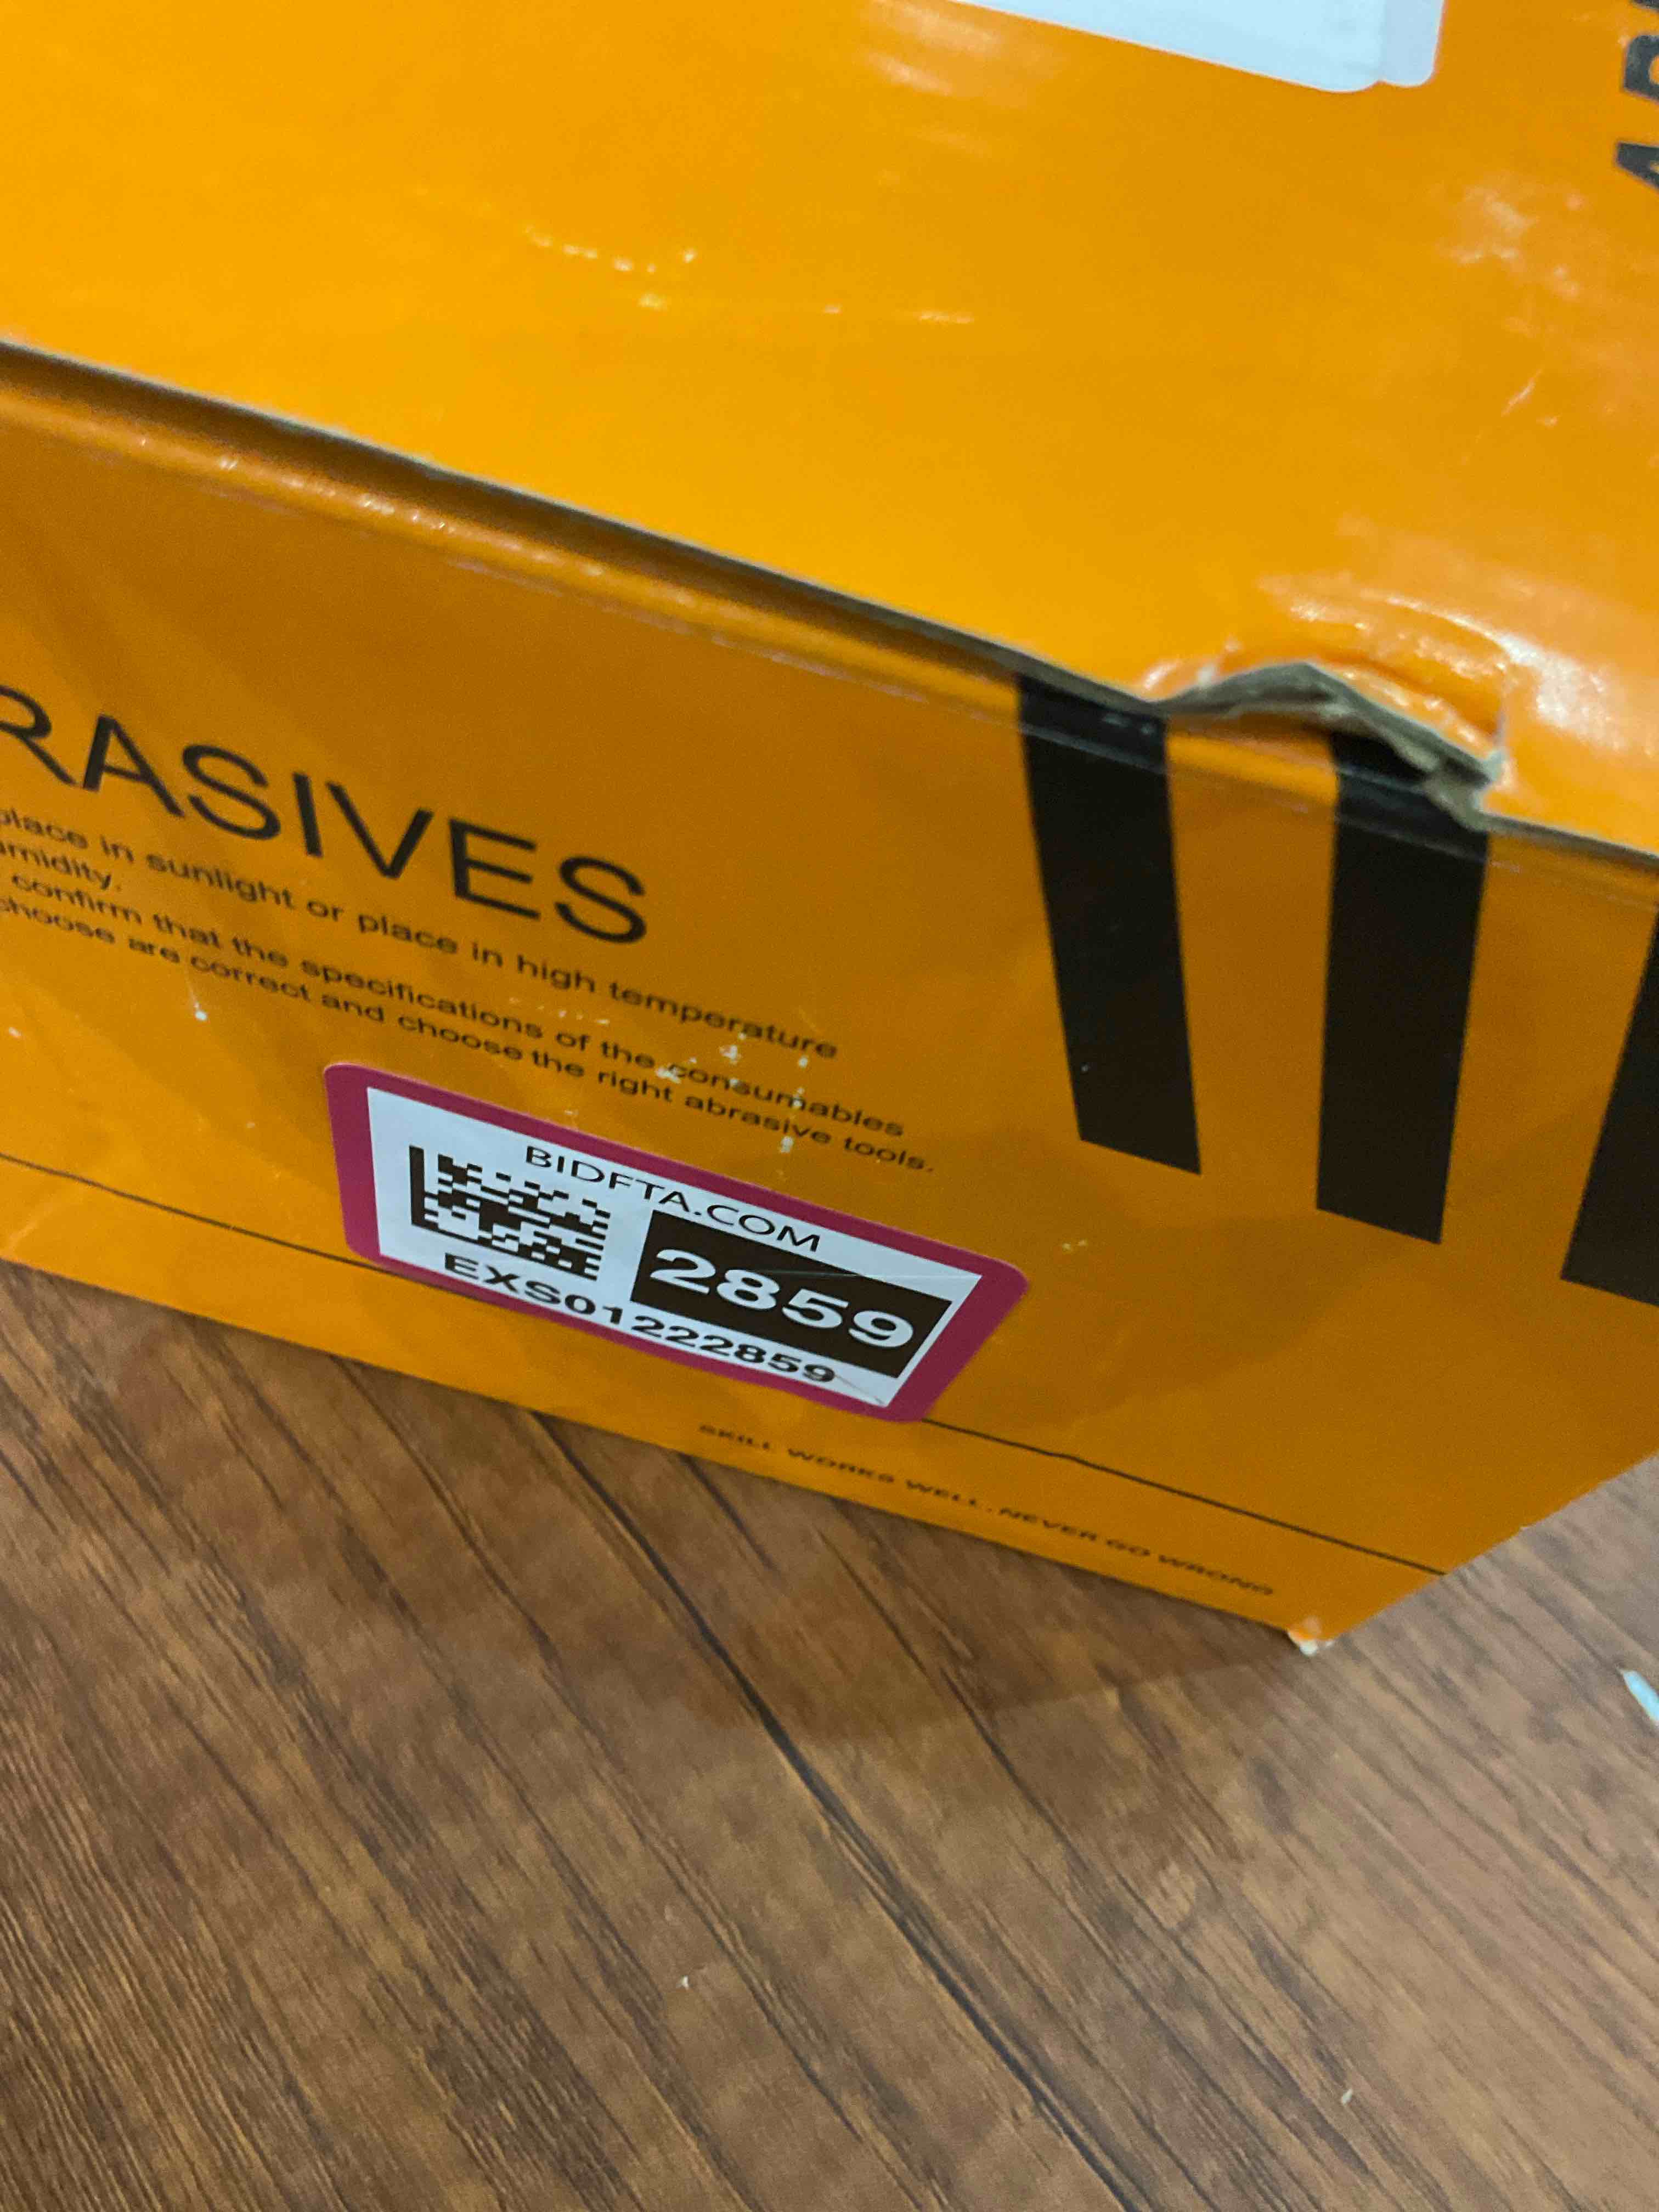 RASIVES
place in sunlight or place in high temperature
umidity.
confirm that the specifications of the consumables
choose are correct and choose the right abrasive tools.
BIDFTA.COM
2859
EXS01222859
SKILL WORKS WELL. NEVER GO WRONG